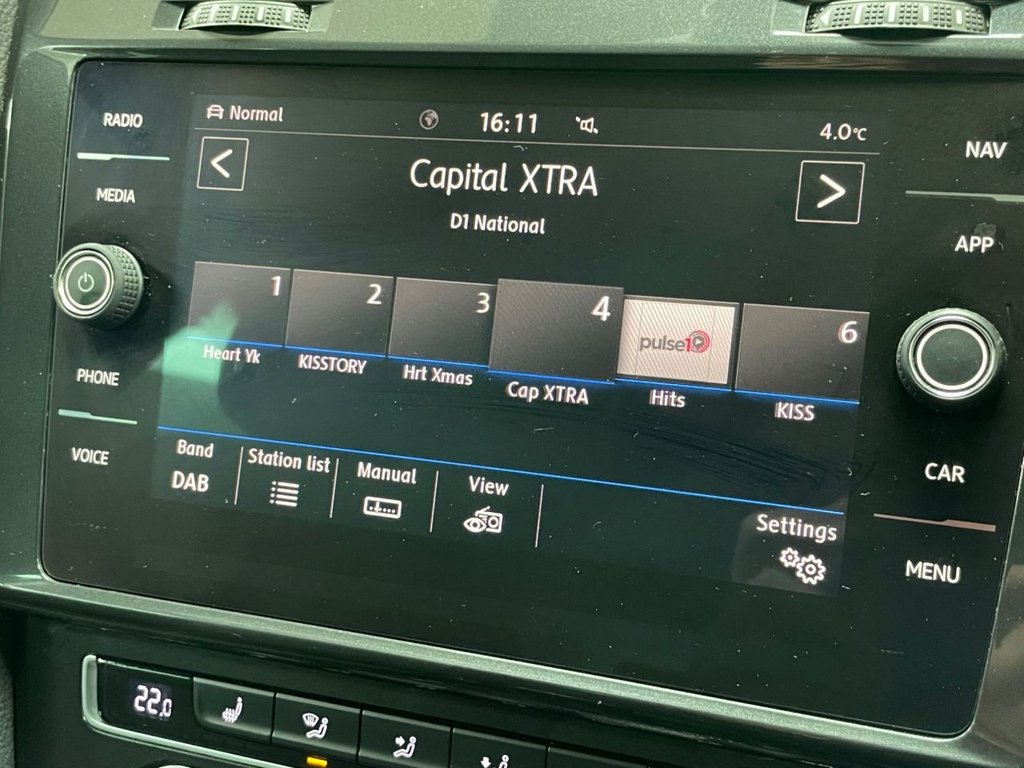 RADIO
Normal
16:11
4.0°C
NAV
MEDIA
<
Capital XTRA
>
D1 National
APP
1
2
3
4
pulse1
6
Heart Yk
KISSTORY
Hrt Xmas
Cap XTRA
Hits
KISS
PHONE
VOICE
Band
DAB
Station list
Manual
View
Settings
CAR
MENU
22.0